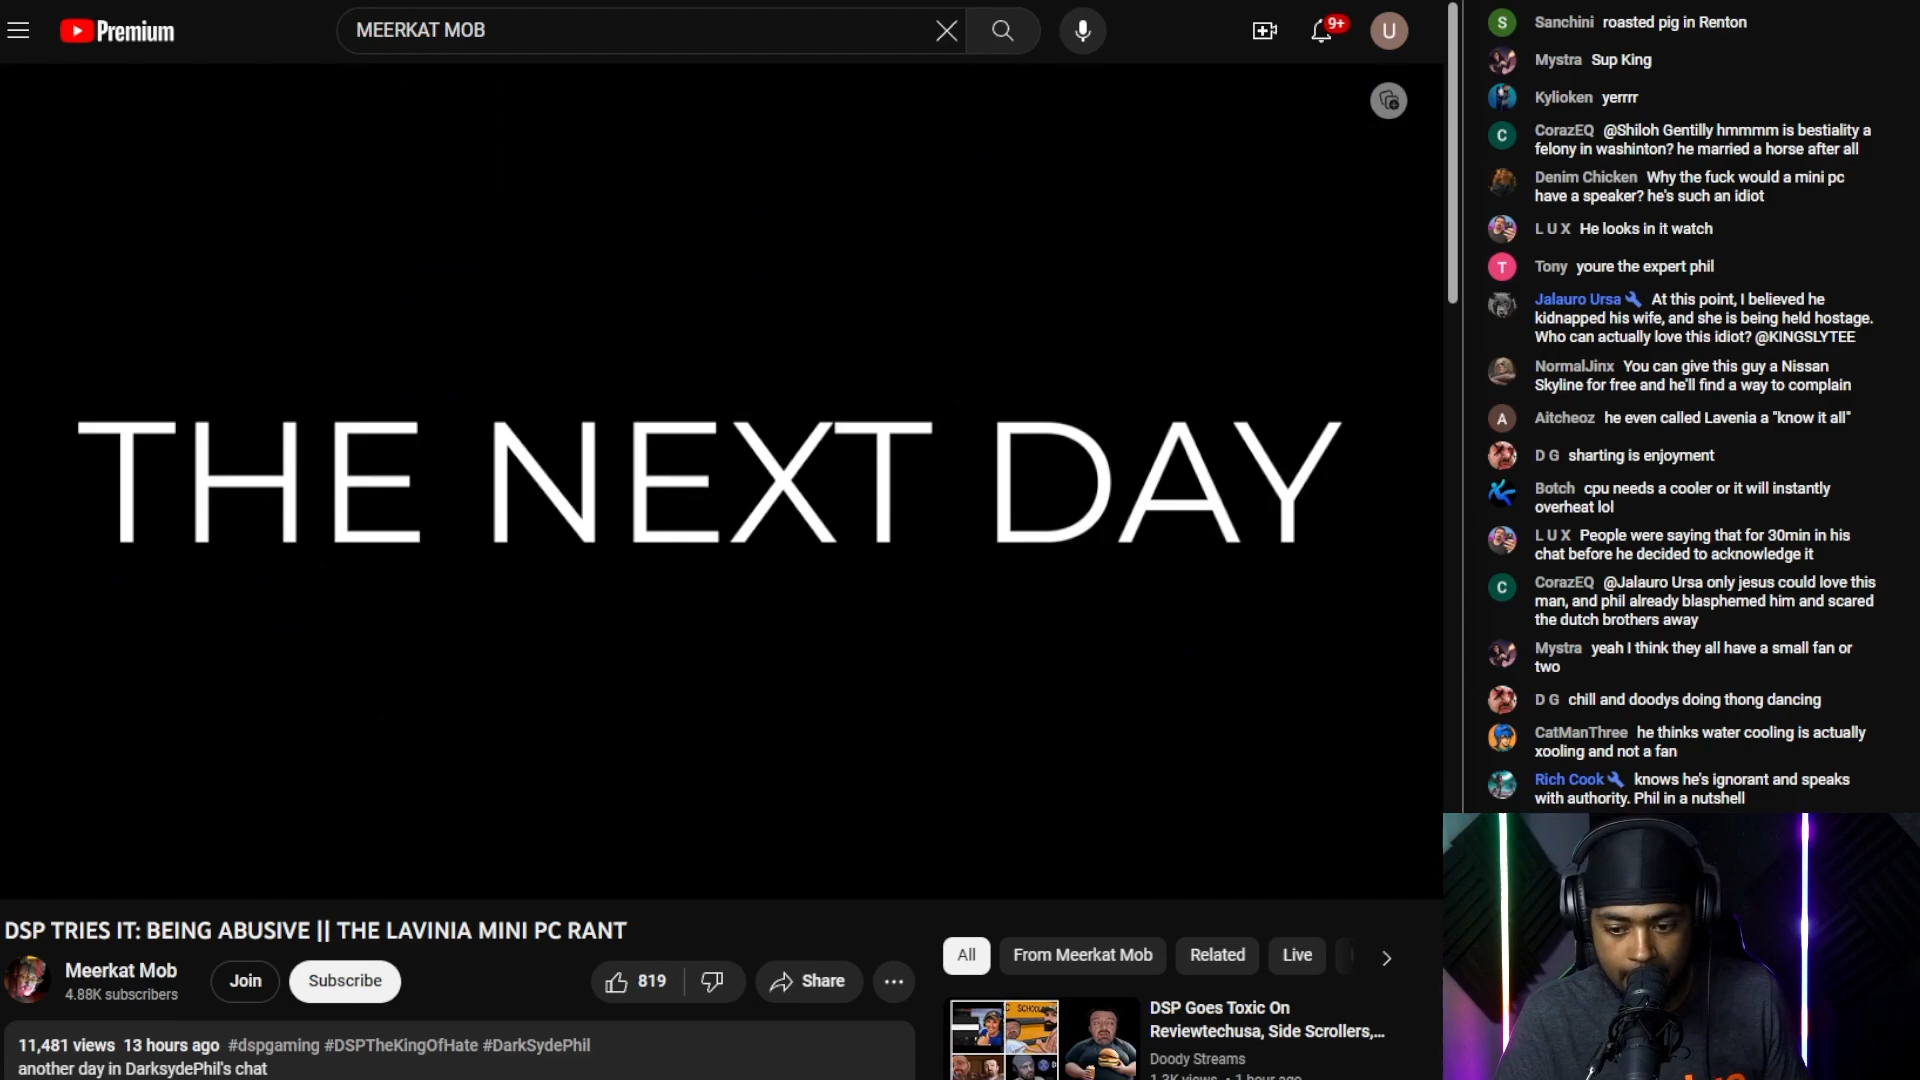 Premium
MEERKAT MOB
9+
U
THE NEXT DAY
DSP TRIES IT: BEING ABUSIVE || THE LAVINIA MINI PC RANT
Meerkat Mob
4.88K subscribers
Join
Subscribe
819
Share
11,481 views 13 hours ago #dspgaming #DSPTheKingOfHate #DarkSydePhil
another day in DarksydePhil's chat
All
From Meerkat Mob
Related
Live
DSP Goes Toxic On
Reviewtechusa, Side Scrollers,...
Doody Streams
1.3K views • 1 hour ago
S
Sanchini roasted pig in Renton
Mystra Sup King
Kylioken yerrrr
C
CorazEQ @Shiloh Gentilly hmmmm is bestiality a
felony in washinton? he married a horse after all
Denim Chicken Why the fuck would a mini pc
have a speaker? he's such an idiot
L U X He looks in it watch
T
Tony youre the expert phil
Jalauro Ursa At this point, I believed he
kidnapped his wife, and she is being held hostage.
Who can actually love this idiot? @KINGSLYTEE
NormalJinx You can give this guy a Nissan
Skyline for free and he'll find a way to complain
A
Aitcheoz he even called Lavenia a "know it all"
D G sharting is enjoyment
Botch cpu needs a cooler or it will instantly
overheat lol
L U X People were saying that for 30min in his
chat before he decided to acknowledge it
C
CorazEQ @Jalauro Ursa only jesus could love this
man, and phil already blasphemed him and scared
the dutch brothers away
Mystra yeah I think they all have a small fan or
two
D G chill and doodys doing thong dancing
CatManThree he thinks water cooling is actually
xooling and not a fan
Rich Cook knows he's ignorant and speaks
with authority. Phil in a nutshell